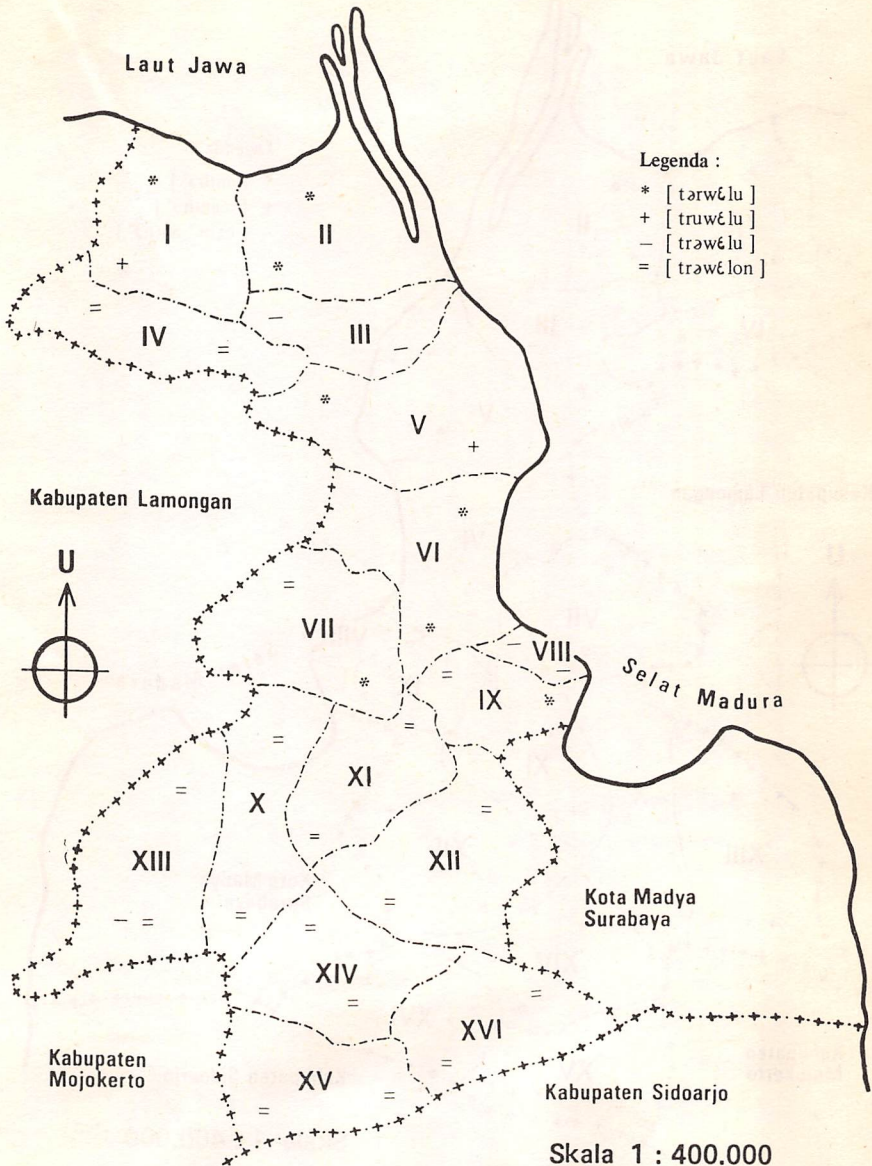 Laut Jawa
Legenda :
* [ tərwɛlu ]
+ [ truwɛlu ]
– [ trəwɛlu ]
= [ trəwɛlon ]
I
II
III
IV
V
Kabupaten Lamongan
U
VI
VII
VIII
Selat Madura
IX
X
XI
XII
XIII
Kota Madya
Surabaya
XIV
XVI
Kabupaten
Mojokerto
XV
Kabupaten Sidoarjo
Skala 1 : 400.000